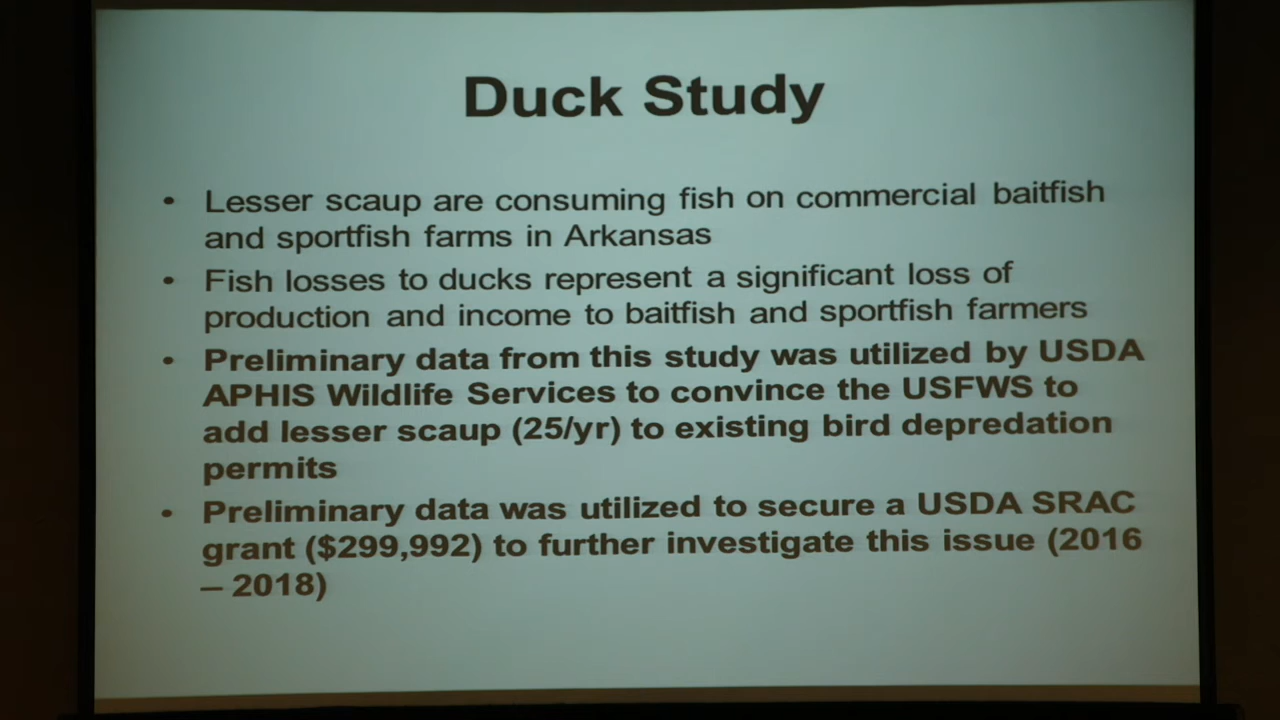 Duck Study
• Lesser scaup are consuming fish on commercial baitfish
and sportfish farms in Arkansas
• Fish losses to ducks represent a significant loss of
production and income to baitfish and sportfish farmers
• Preliminary data from this study was utilized by USDA
APHIS Wildlife Services to convince the USFWS to
add lesser scaup (25/yr) to existing bird depredation
permits
• Preliminary data was utilized to secure a USDA SRAC
grant ($299,992) to further investigate this issue (2016
– 2018)